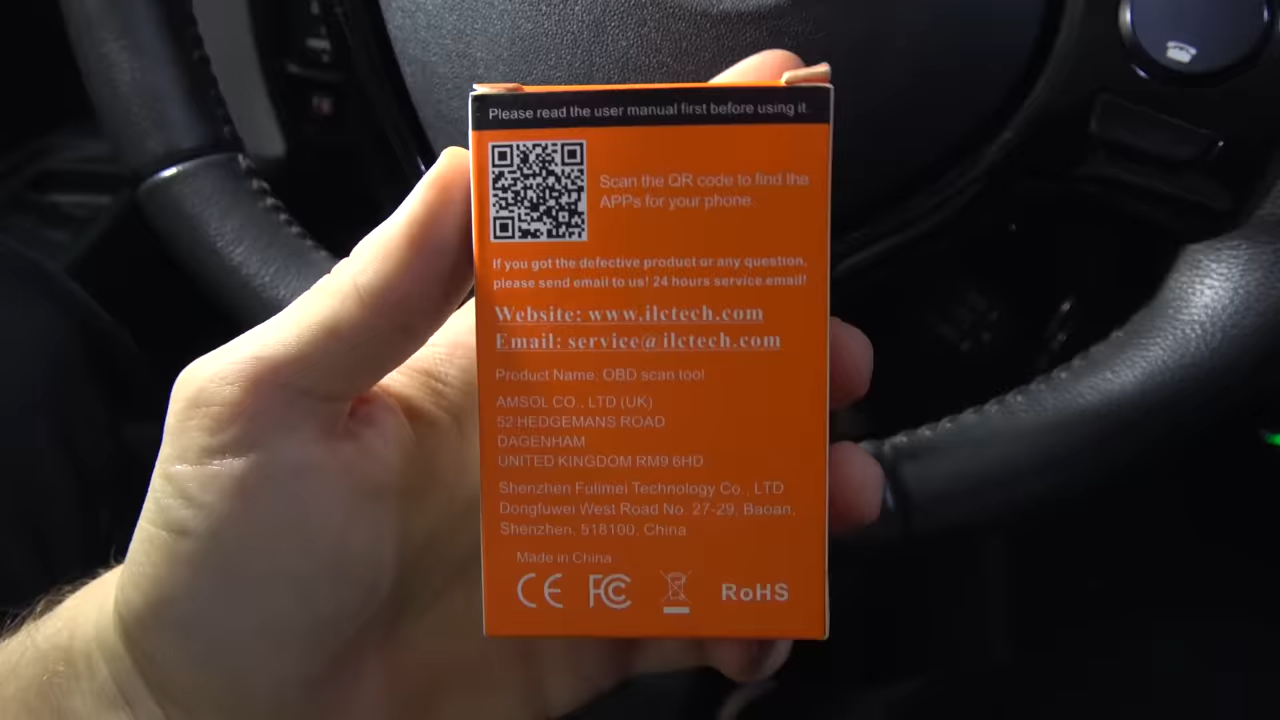 Please read the user manual first before using it.
Scan the QR code to find the
APPs for your phone.
If you got the defective product or any question,
please send email to us! 24 hours service email!
Website: www.ilctech.com
Email: service@ilctech.com
Product Name: OBD scan tool
AMSOL CO., LTD (UK)
52 HEDGEMANS ROAD
DAGENHAM
UNITED KINGDOM RM9 6HD
Shenzhen Fulimei Technology Co., LTD
Dongfuwei West Road No. 27-29, Baoan,
Shenzhen, 518100, China
Made in China
CE FC RoHS